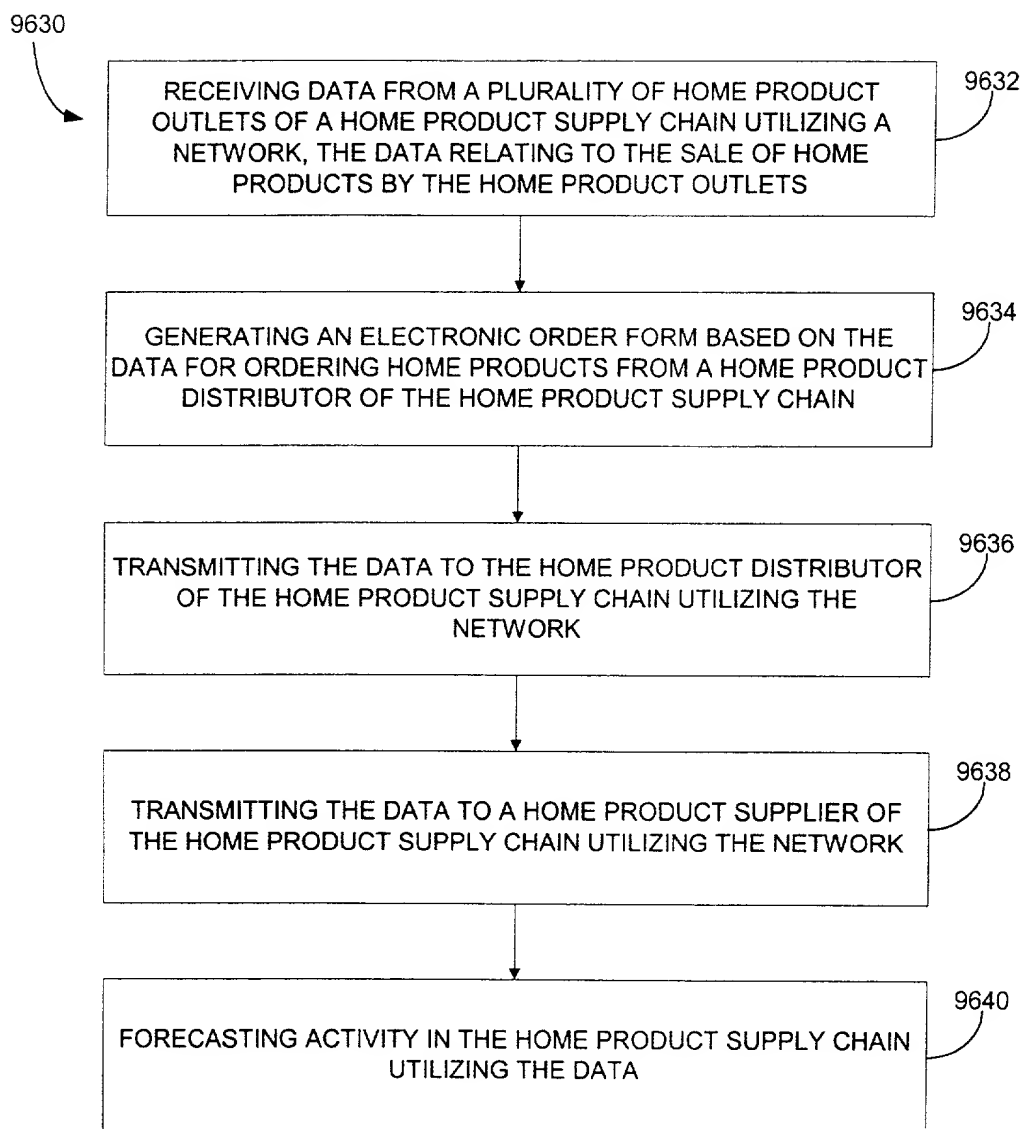 9630
RECEIVING DATA FROM A PLURALITY OF HOME PRODUCT
OUTLETS OF A HOME PRODUCT SUPPLY CHAIN UTILIZING A
NETWORK, THE DATA RELATING TO THE SALE OF HOME
PRODUCTS BY THE HOME PRODUCT OUTLETS
9632
GENERATING AN ELECTRONIC ORDER FORM BASED ON THE
DATA FOR ORDERING HOME PRODUCTS FROM A HOME PRODUCT
DISTRIBUTOR OF THE HOME PRODUCT SUPPLY CHAIN
9634
TRANSMITTING THE DATA TO THE HOME PRODUCT DISTRIBUTOR
OF THE HOME PRODUCT SUPPLY CHAIN UTILIZING THE
NETWORK
9636
TRANSMITTING THE DATA TO A HOME PRODUCT SUPPLIER OF
THE HOME PRODUCT SUPPLY CHAIN UTILIZING THE NETWORK
9638
FORECASTING ACTIVITY IN THE HOME PRODUCT SUPPLY CHAIN
UTILIZING THE DATA
9640